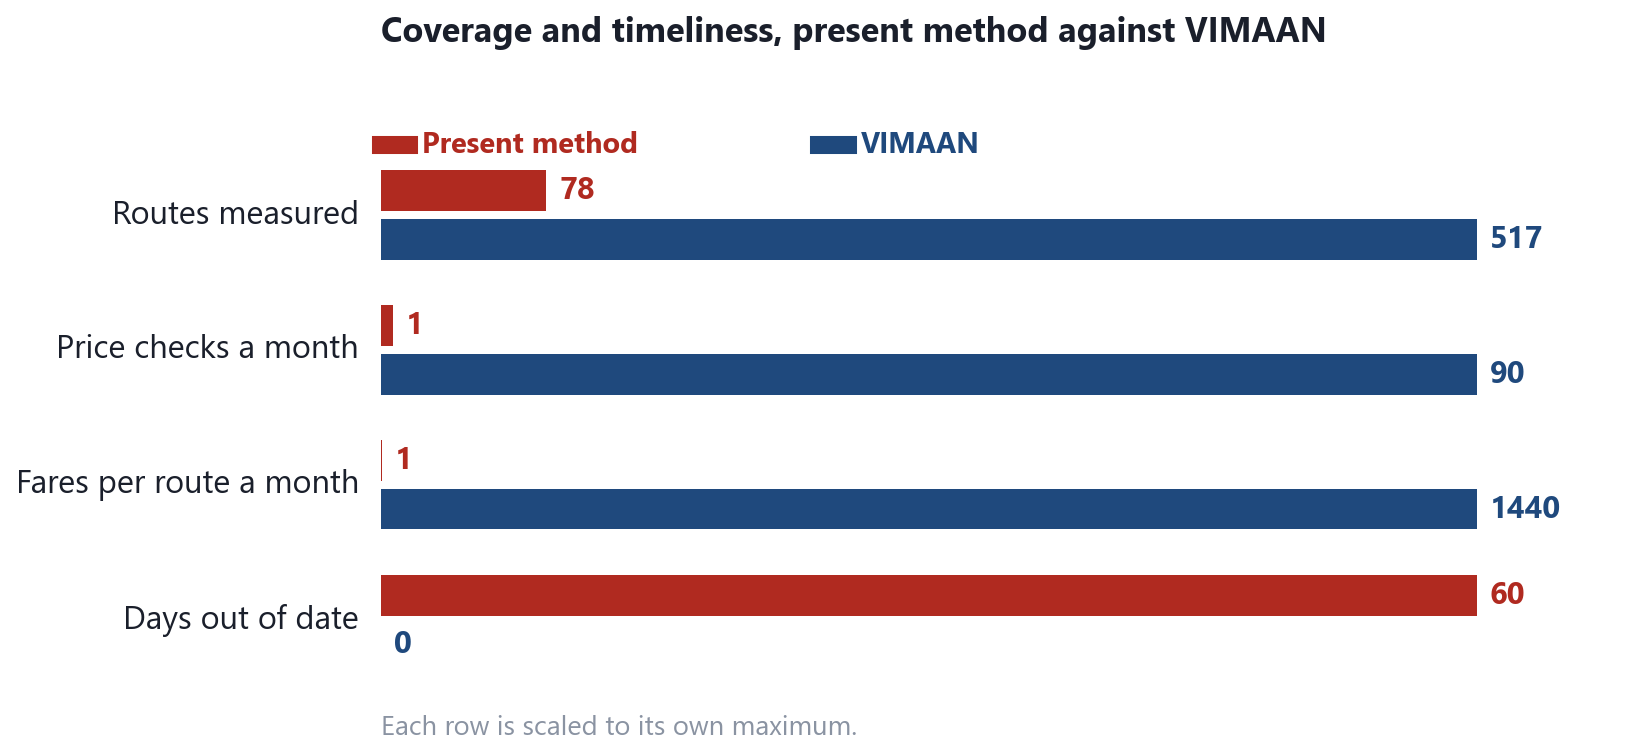 Coverage and timeliness, present method against VIMAAN
Present method VIMAAN
78
Routes measured
517
1
Price checks a month
90
1
Fares per route a month
1440
60
Days out of date
0
Each row is scaled to its own maximum.